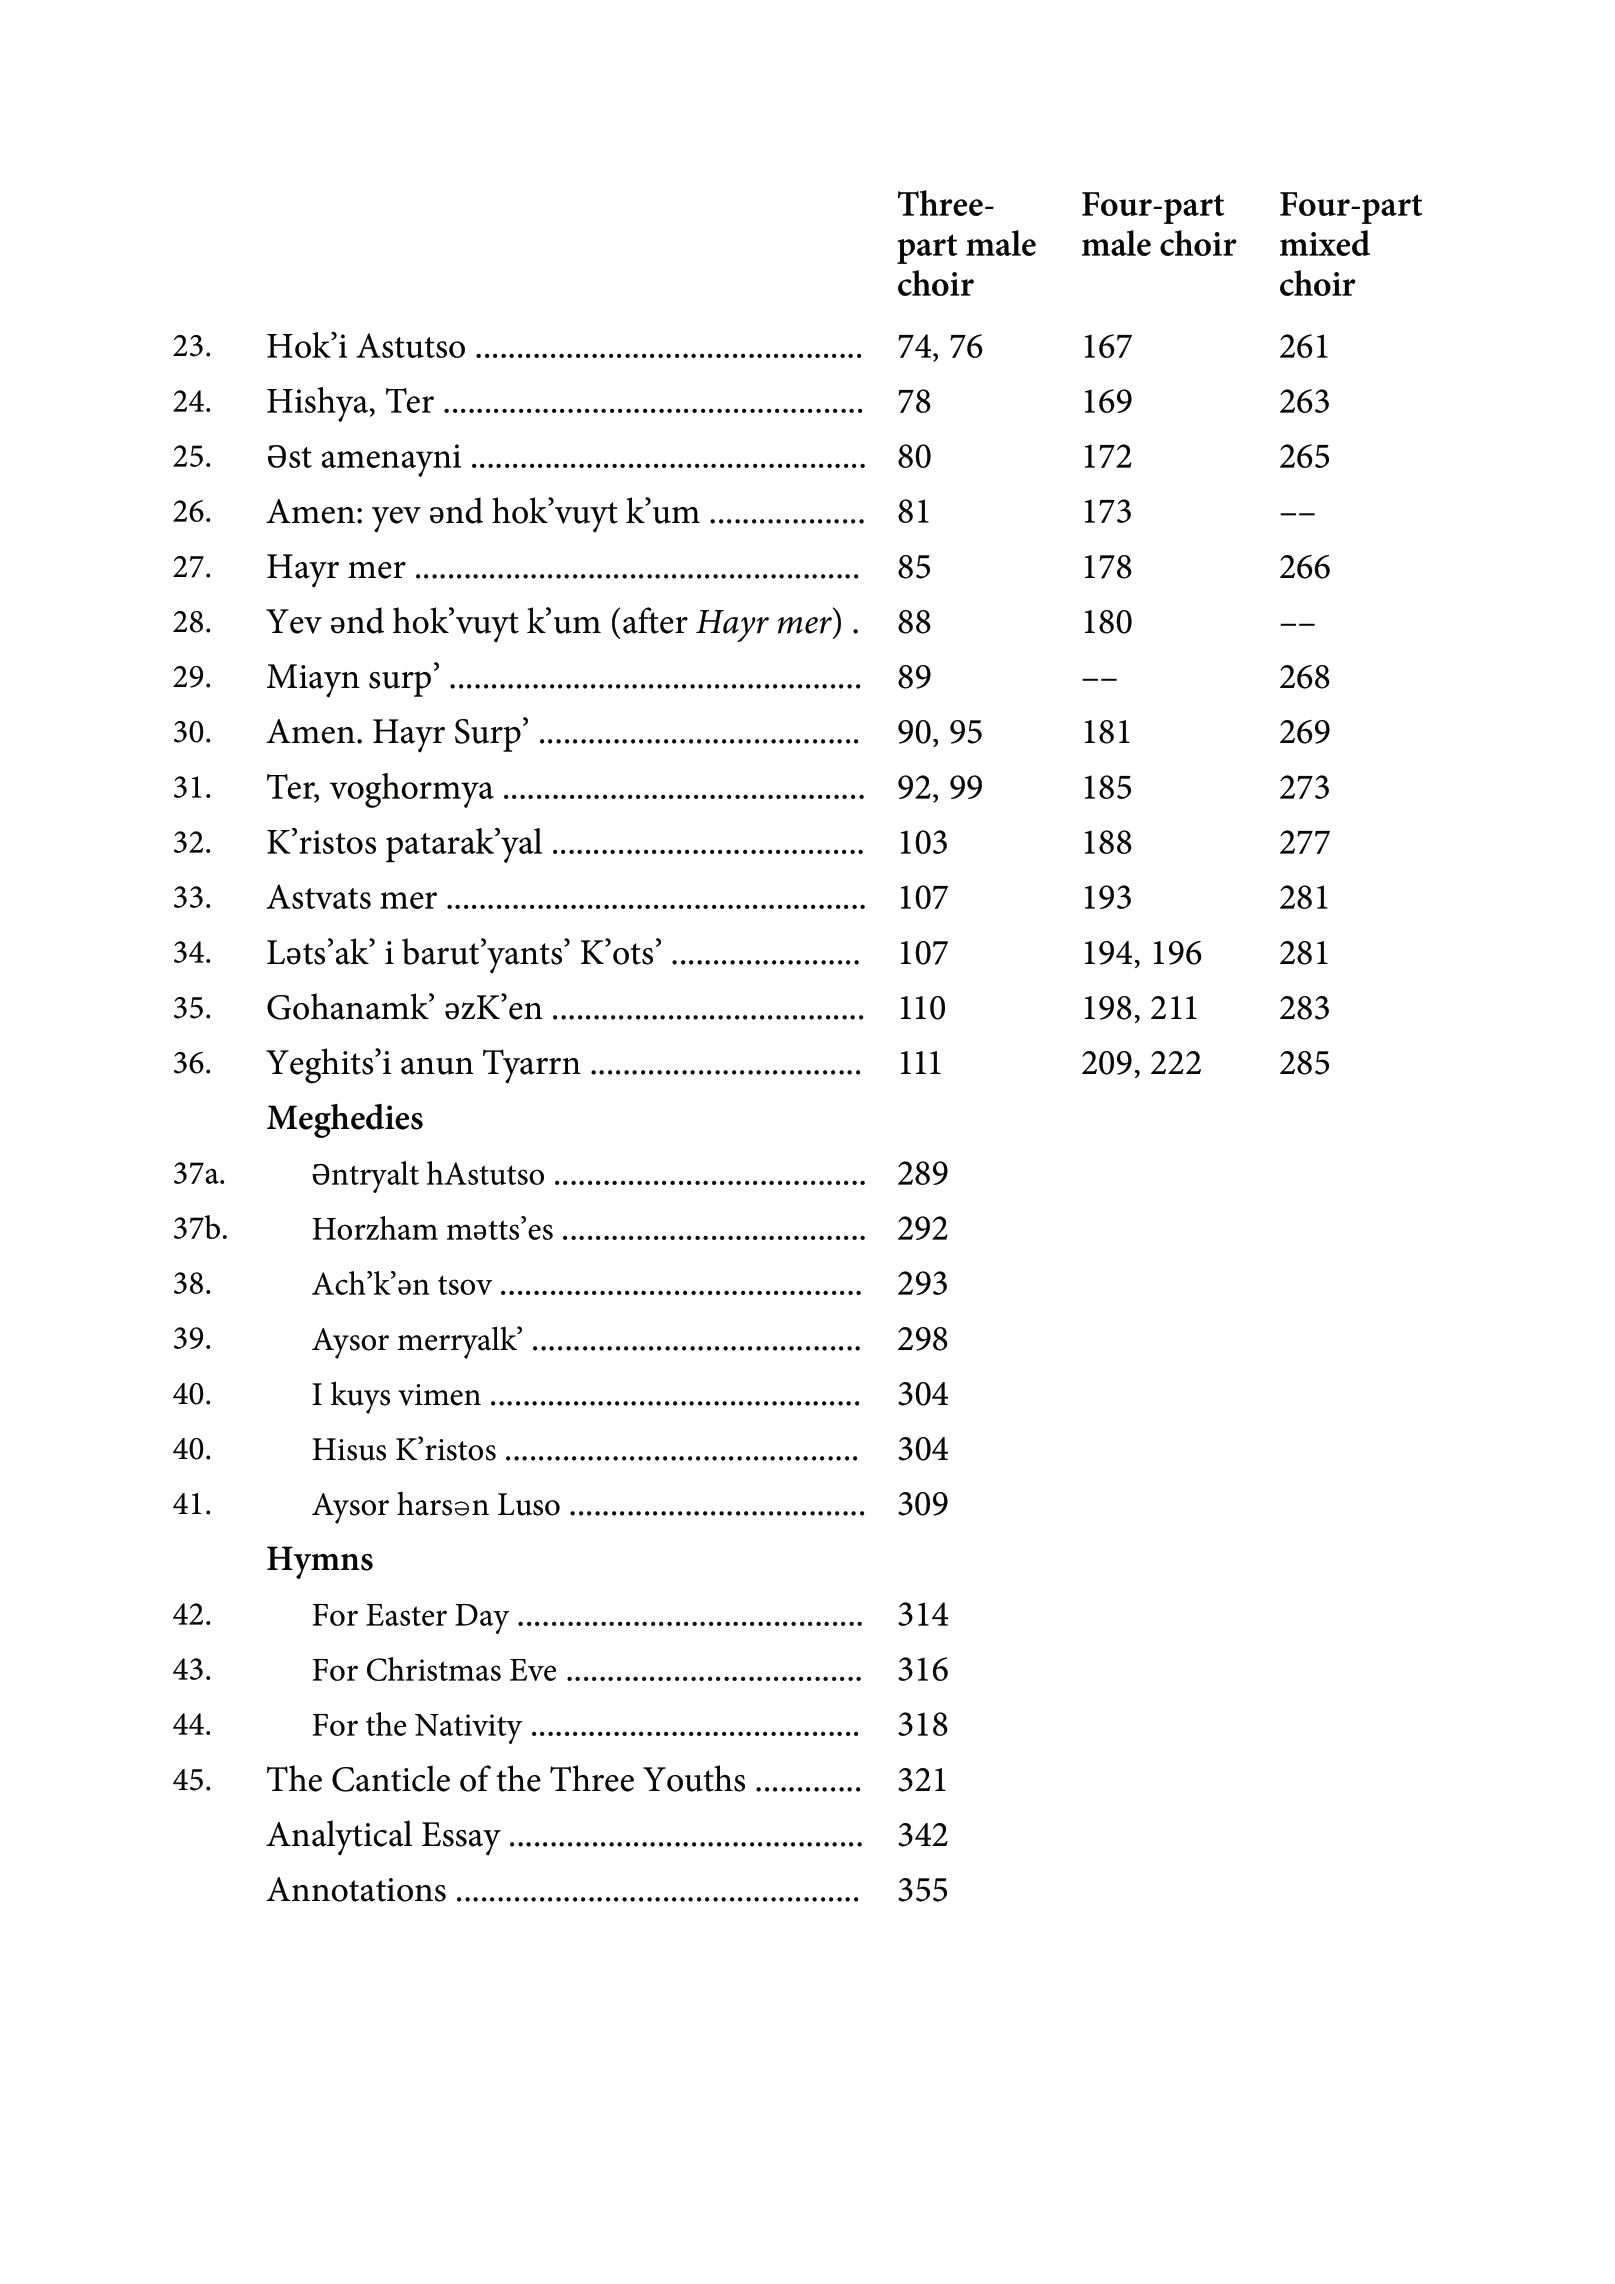 Three-part male choir Four-part male choir Four-part mixed choir
23. Hok’i Astutso ............................................... 74, 76 167 261
24. Hishya, Ter ................................................... 78 169 263
25. Əst amenayni ................................................ 80 172 265
26. Amen: yev ənd hok’vuyt k’um ................... 81 173 ––
27. Hayr mer ...................................................... 85 178 266
28. Yev ənd hok’vuyt k’um (after Hayr mer) . 88 180 ––
29. Miayn surp’ .................................................. 89 –– 268
30. Amen. Hayr Surp’ ....................................... 90, 95 181 269
31. Ter, voghormya ............................................ 92, 99 185 273
32. K’ristos patarak’yal ...................................... 103 188 277
33. Astvats mer ................................................... 107 193 281
34. Ləts’ak’ i barut’yants’ K’ots’ ....................... 107 194, 196 281
35. Gohanamk’ əzK’en ...................................... 110 198, 211 283
36. Yeghits’i anun Tyarrn ................................. 111 209, 222 285
Meghedies
37a. Əntryalt hAstutso ...................................... 289
37b. Horzham mətts’es ..................................... 292
38. Ach’k’ən tsov ............................................ 293
39. Aysor merryalk’ ........................................ 298
40. I kuys vimen ............................................. 304
40. Hisus K’ristos ........................................... 304
41. Aysor harsən Luso .................................... 309
Hymns
42. For Easter Day .......................................... 314
43. For Christmas Eve .................................... 316
44. For the Nativity ........................................ 318
45. The Canticle of the Three Youths ............. 321
Analytical Essay ........................................... 342
Annotations ................................................. 355